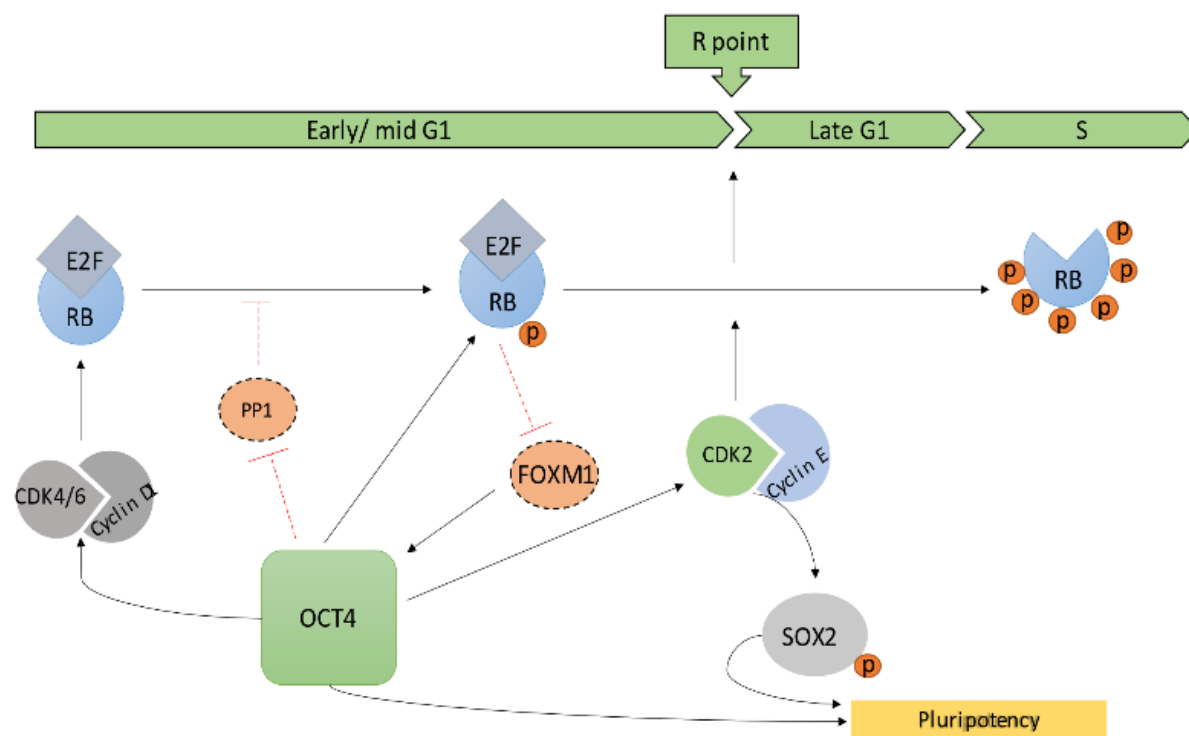 R point
Early/ mid G1
Late G1
S
E2F
RB
E2F
RB
p
RB
p
p
p
p
p
p
p
PP1
FOXM1
CDK4/6
Cyclin D1
CDK2
Cyclin E
OCT4
SOX2
p
Pluripotency